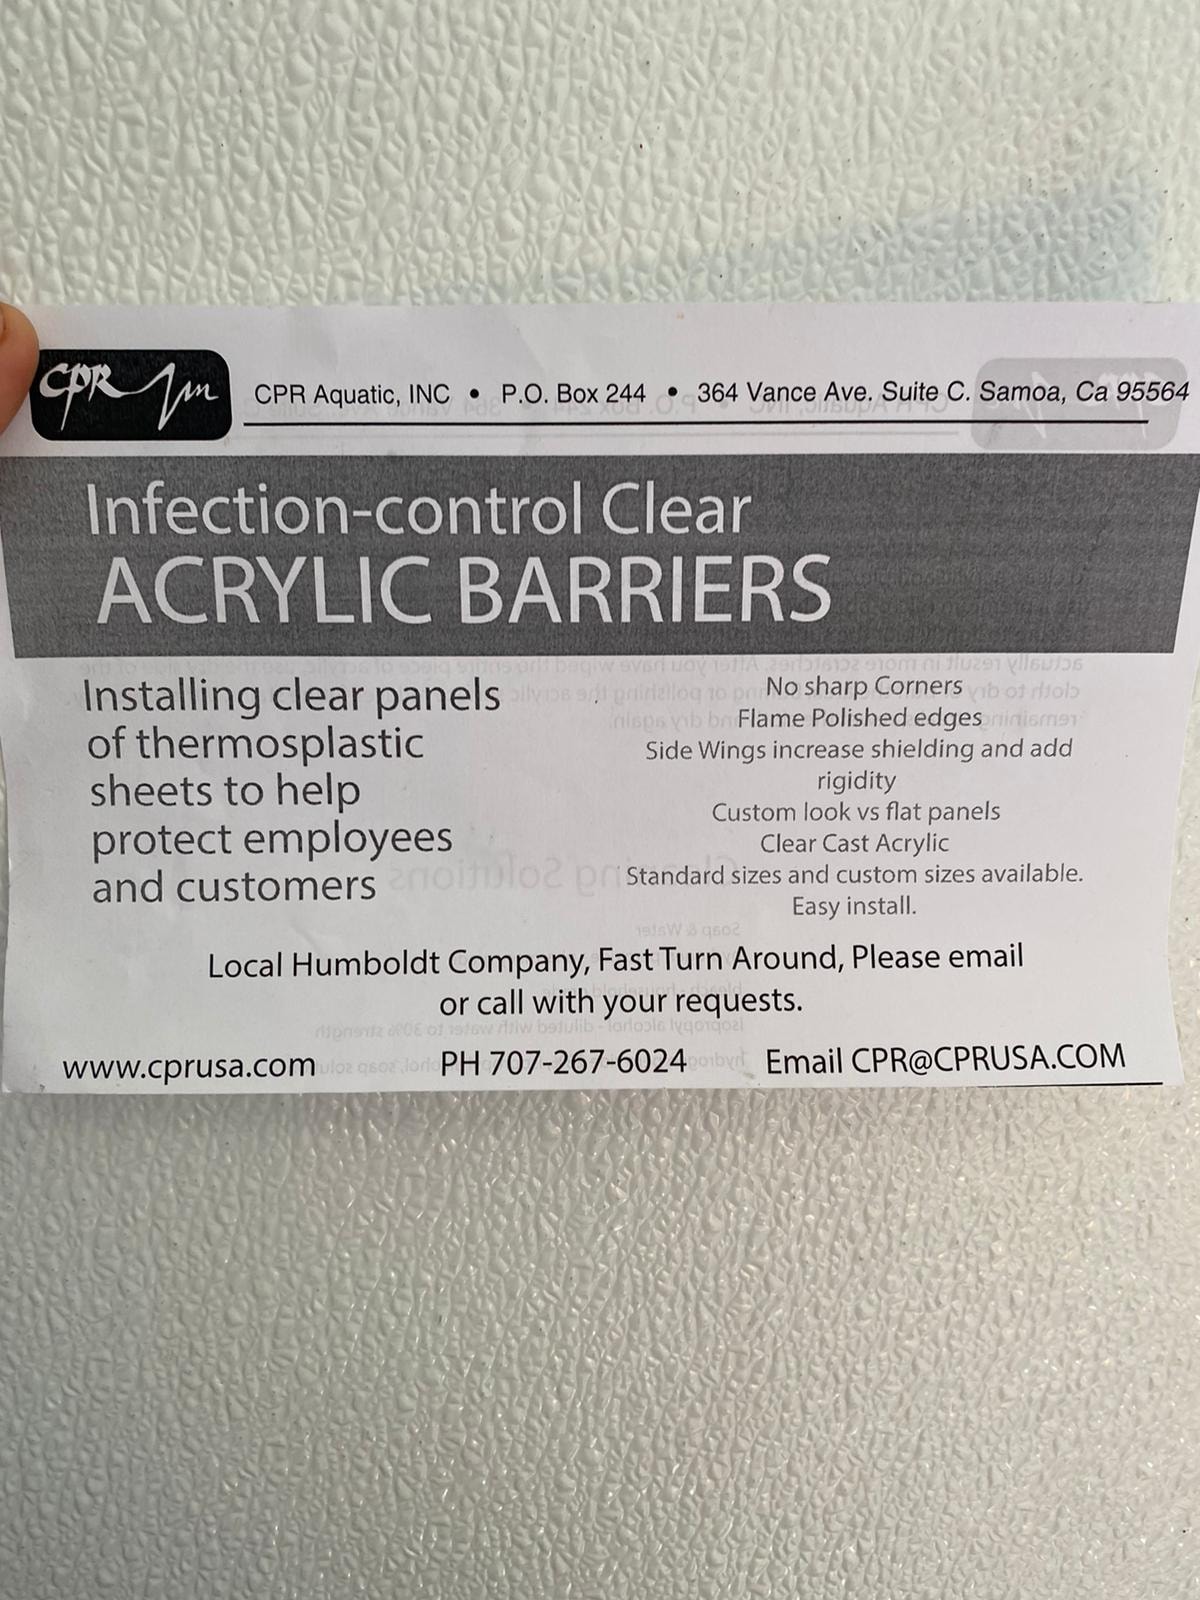 CPR
CPR Aquatic, INC • P.O. Box 244 • 364 Vance Ave. Suite C. Samoa, Ca 95564
Infection-control Clear
ACRYLIC BARRIERS
Installing clear panels
of thermosplastic
sheets to help
protect employees
and customers
No sharp Corners
Flame Polished edges
Side Wings increase shielding and add
rigidity
Custom look vs flat panels
Clear Cast Acrylic
Standard sizes and custom sizes available.
Easy install.
Local Humboldt Company, Fast Turn Around, Please email
or call with your requests.
www.cprusa.com PH 707-267-6024 Email CPR@CPRUSA.COM